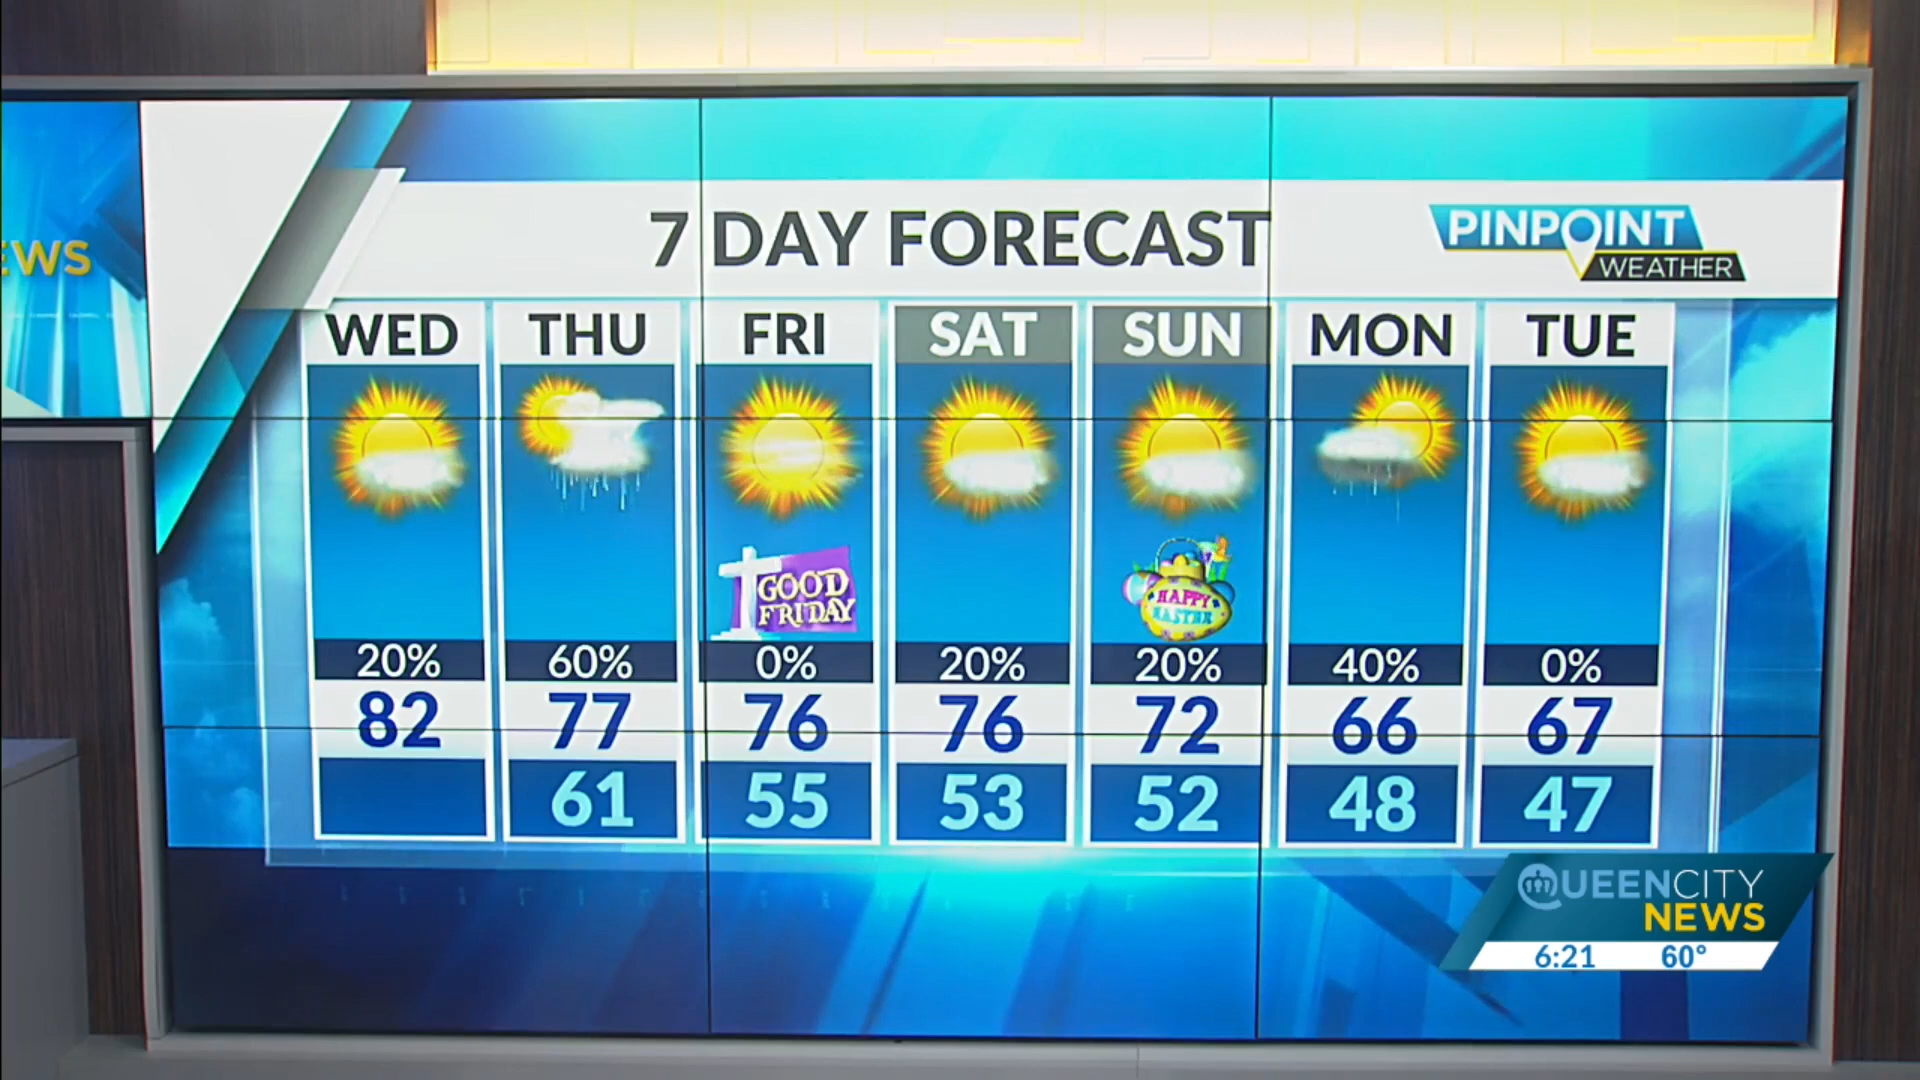 EWS
7 DAY FORECAST
PINPOINT
WEATHER
WED THU FRI SAT SUN MON TUE
GOOD
FRIDAY
HAPPY
EASTER
20% 60% 0% 20% 20% 40% 0%
82 77 76 76 72 66 67
61 55 53 52 48 47
QUEENCITY
NEWS
6:21 60°